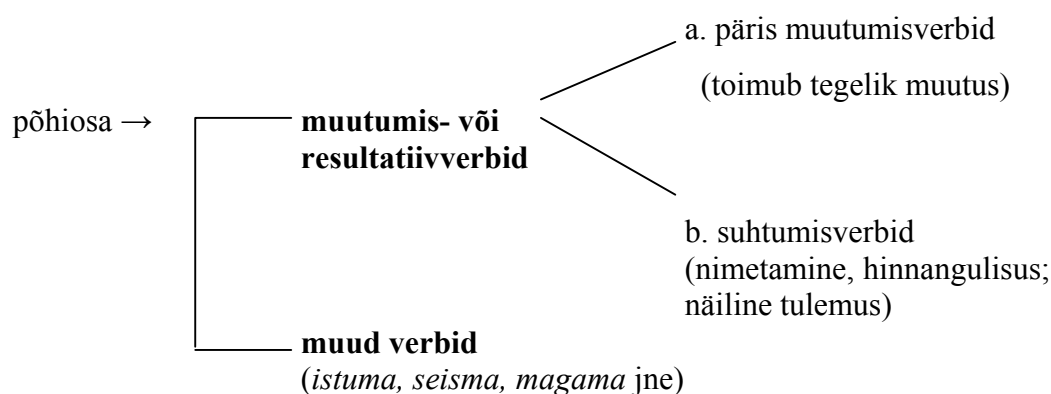 a. päris muutumisverbid
(toimub tegelik muutus)
põhiosa →
muutumis- või
resultatiivverbid
b. suhtumisverbid
(nimetamine, hinnangulisus;
näiline tulemus)
muud verbid
(istuma, seisma, magama jne)